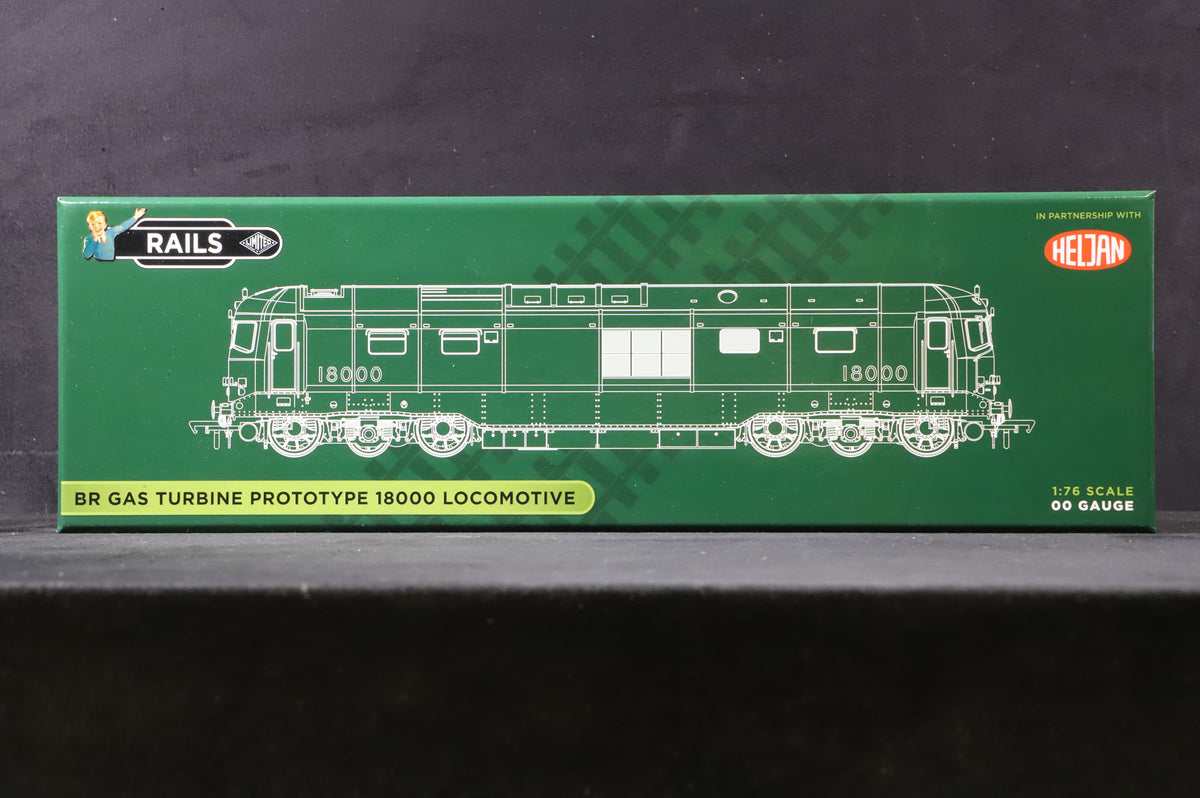 RAILS
LIMITED
IN PARTNERSHIP WITH
HELJAN
18000
18000
BR GAS TURBINE PROTOTYPE 18000 LOCOMOTIVE
1:76 SCALE
00 GAUGE